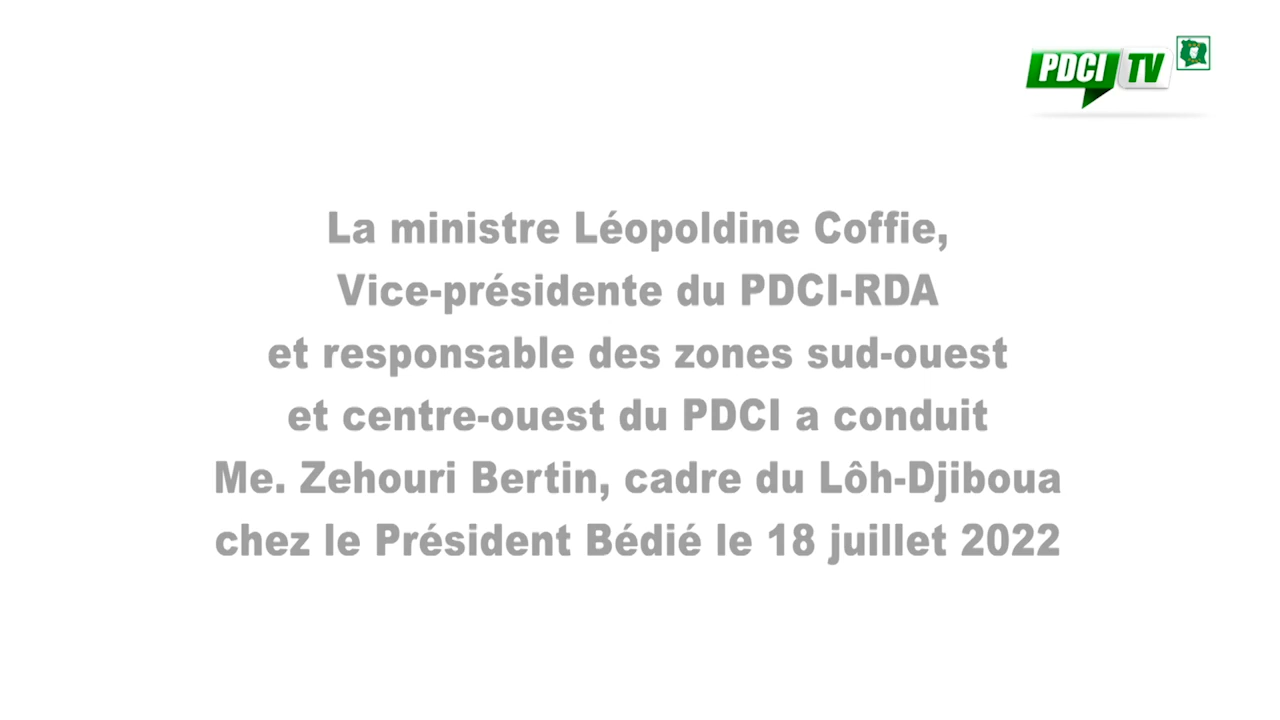 PDCI TV
La ministre Léopoldine Coffie,
Vice-présidente du PDCI-RDA
et responsable des zones sud-ouest
et centre-ouest du PDCI a conduit
Me. Zehouri Bertin, cadre du Lôh-Djiboua
chez le Président Bédié le 18 juillet 2022